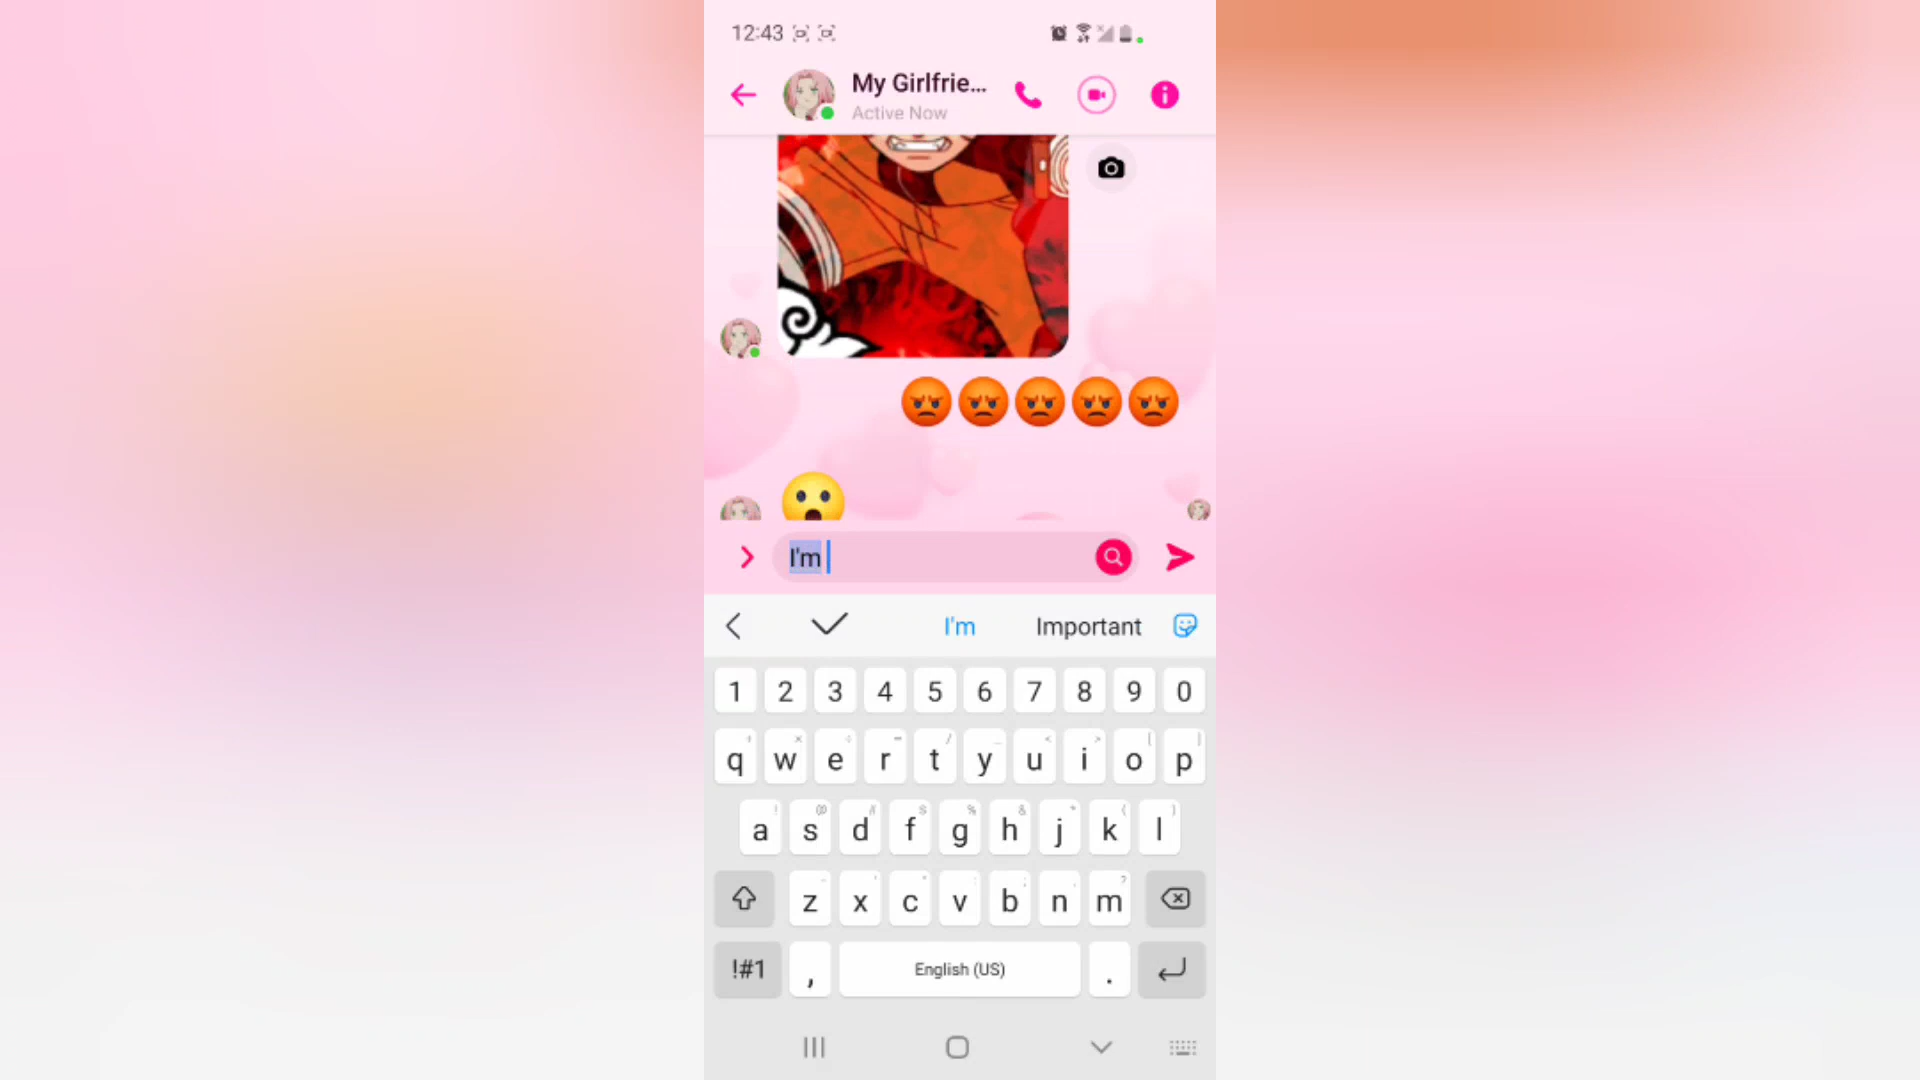 12:43
My Girlfrie...
Active Now
I'm
I'm Important
1 2 3 4 5 6 7 8 9 0
q w e r t y u i o p
a s d f g h j k l
z x c v b n m
!#1 , English (US) .